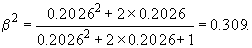 β² = (0.2026² + 2×0.2026) / (0.2026² + 2×0.2026+1) = 0.309.